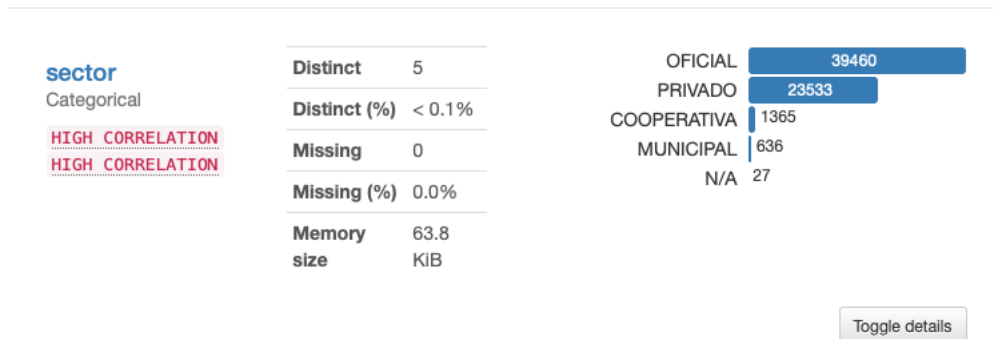 sector
Categorical
HIGH CORRELATION
HIGH CORRELATION
Distinct 5
Distinct (%) < 0.1%
Missing 0
Missing (%) 0.0%
Memory size 63.8 KiB
OFICIAL 39460
PRIVADO 23533
COOPERATIVA 1365
MUNICIPAL 636
N/A 27
Toggle details